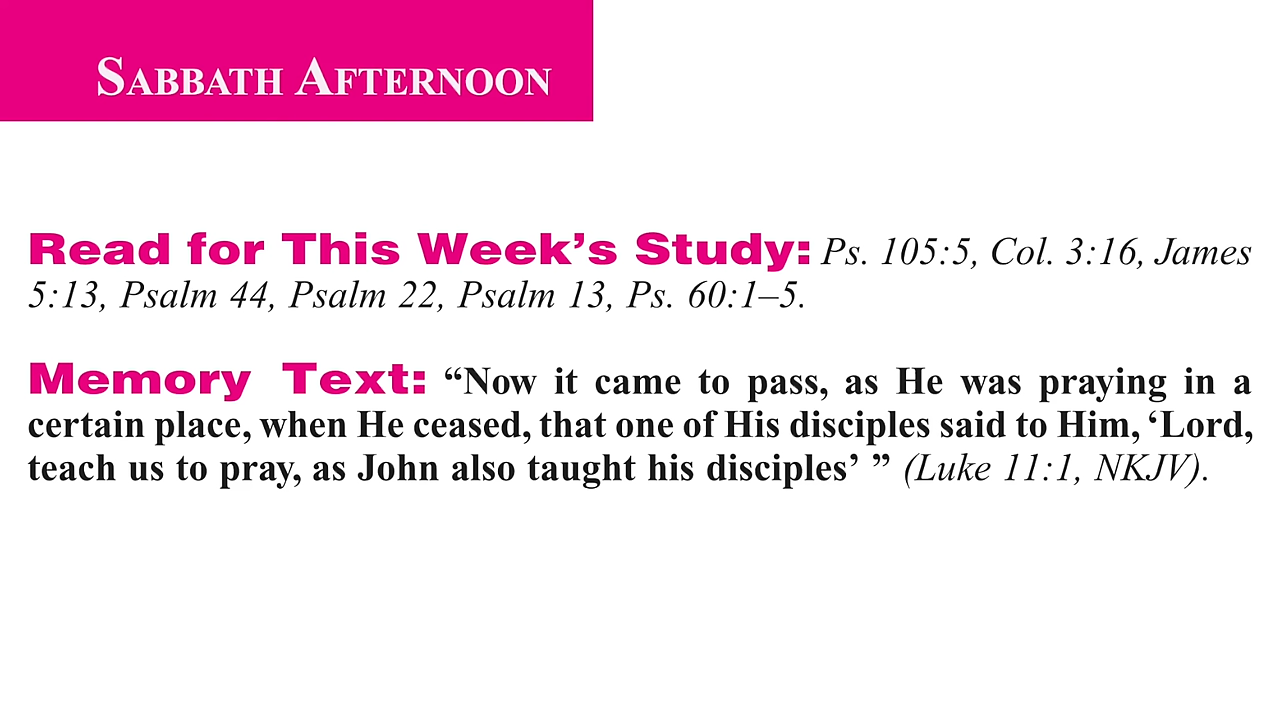 SABBATH AFTERNOON
Read for This Week’s Study: Ps. 105:5, Col. 3:16, James
5:13, Psalm 44, Psalm 22, Psalm 13, Ps. 60:1–5.
Memory Text: “Now it came to pass, as He was praying in a
certain place, when He ceased, that one of His disciples said to Him, ‘Lord,
teach us to pray, as John also taught his disciples’ ” (Luke 11:1, NKJV).